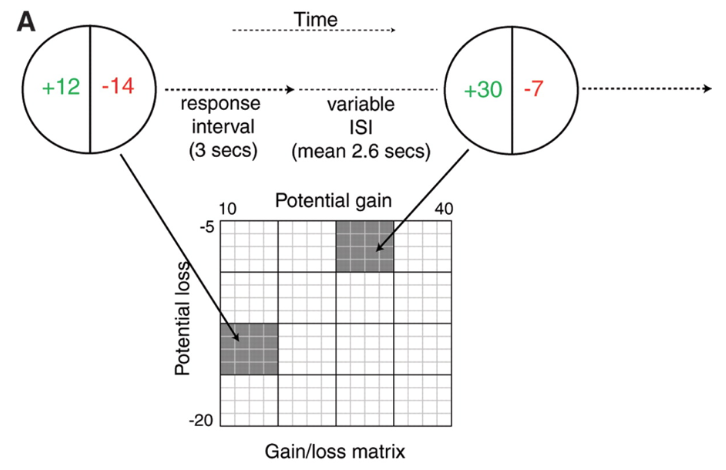 A
Time
+12 -14
+30 -7
response
interval
(3 secs)
variable
ISI
(mean 2.6 secs)
Potential gain
10 40
-5
Potential loss
-20
Gain/loss matrix